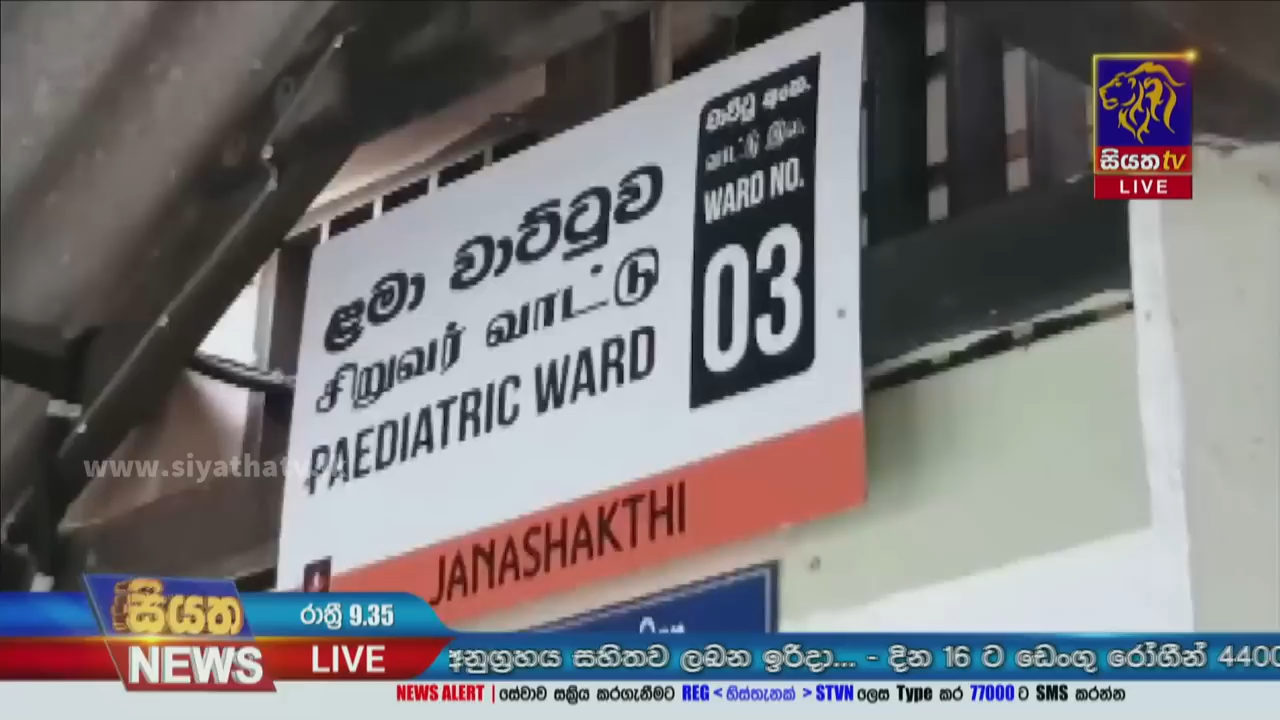 සියත tv
LIVE
වාට්ටු අංක.
வாட்டு இல.
WARD NO.
03
ළමා වාට්ටුව
சிறுவர் வாட்டு
PAEDIATRIC WARD
JANASHAKTHI
www.siyathatv.
සියත
NEWS
රාත්‍රී 9.35
LIVE
අනුග්‍රහය සහිතව ලබන ඉරිදා... - දින 16 ට ඩෙංගු රෝගීන් 4400
NEWS ALERT | සේවාව සක්‍රිය කරගැනීමට REG < හිස්තැනක් > STVN ලෙස Type කර 77000 ට SMS කරන්න